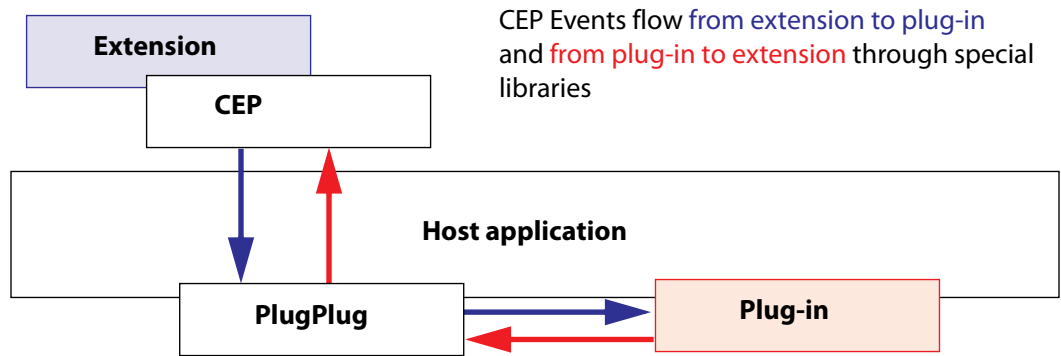 CEP Events flow from extension to plug-in
and from plug-in to extension through special
libraries
Extension
CEP
Host application
PlugPlug
Plug-in